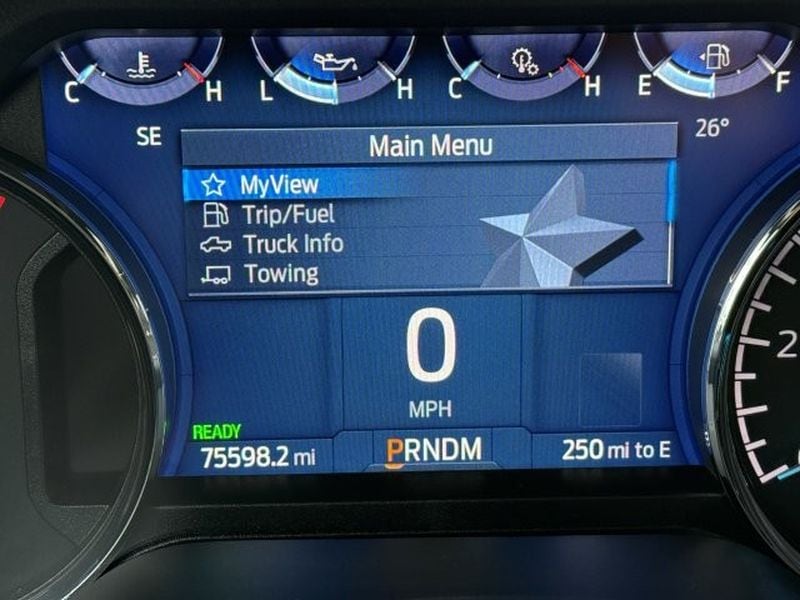 C H L H C H E F
SE
26°
Main Menu
MyView
Trip/Fuel
Truck Info
Towing
0
MPH
READY
75598.2 mi
PRNDM
250 mi to E
2